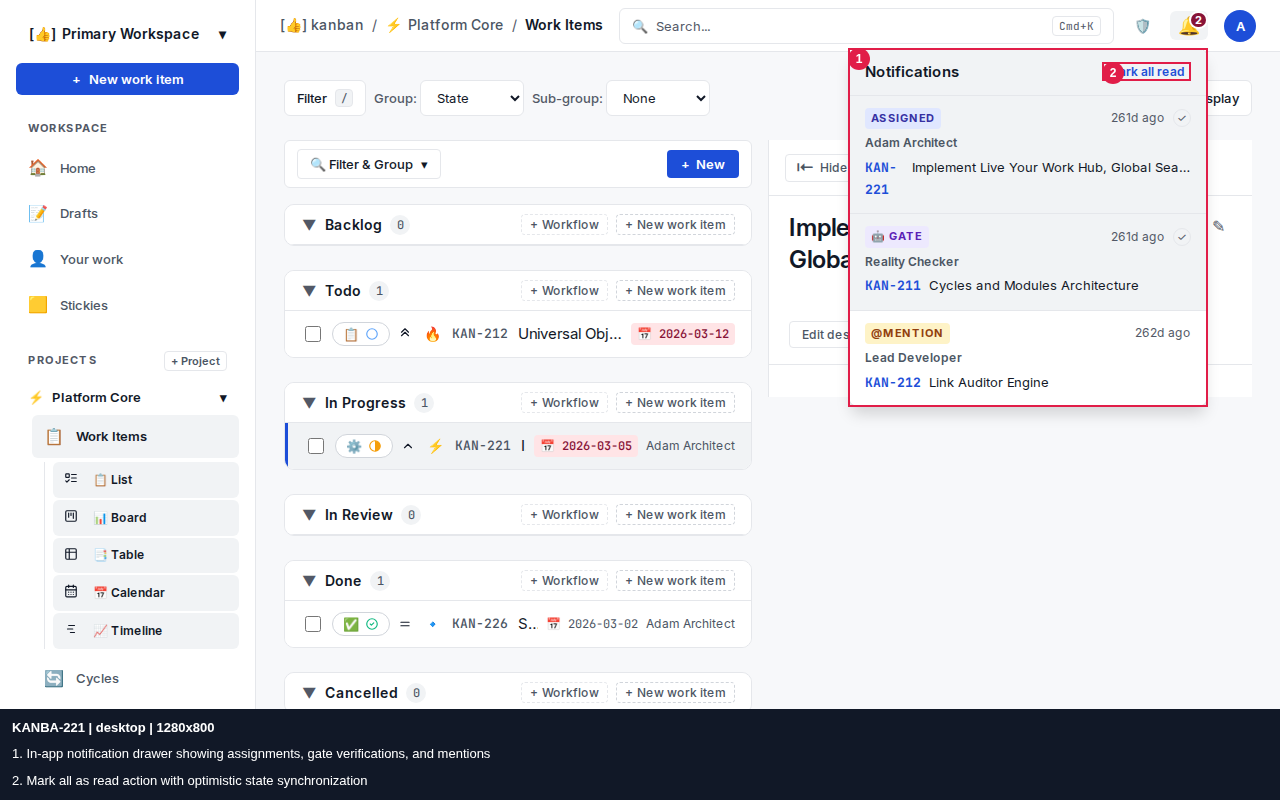 [👍] Primary Workspace ▾
+ New work item
WORKSPACE
🏠 Home
📝 Drafts
👤 Your work
🟨 Stickies
PROJECTS
+ Project
⚡ Platform Core ▾
📋 Work Items
📋 List
📊 Board
📑 Table
📅 Calendar
📈 Timeline
🔄 Cycles
[👍] kanban / ⚡ Platform Core / Work Items
🔍 Search... Cmd+K
🛡️ 🔔 2 A
Filter / Group: State Sub-group: None
splay
🔍 Filter & Group ▾ + New
▼ Backlog 0 + Workflow + New work item
▼ Todo 1 + Workflow + New work item
📋 🔥 KAN-212 Universal Obj... 📅 2026-03-12
▼ In Progress 1 + Workflow + New work item
⚙️ ⚡ KAN-221 I 📅 2026-03-05 Adam Architect
▼ In Review 0 + Workflow + New work item
▼ Done 1 + Workflow + New work item
✅ 🔹 KAN-226 S... 📅 2026-03-02 Adam Architect
▼ Cancelled 0 + Workflow + New work item
Hide
Imple
Globa
Edit des
1
Notifications
2
rk all read
ASSIGNED 261d ago
Adam Architect
KAN-221 Implement Live Your Work Hub, Global Sea...
🤖 GATE 261d ago
Reality Checker
KAN-211 Cycles and Modules Architecture
@MENTION 262d ago
Lead Developer
KAN-212 Link Auditor Engine
KANBA-221 | desktop | 1280x800
1. In-app notification drawer showing assignments, gate verifications, and mentions
2. Mark all as read action with optimistic state synchronization